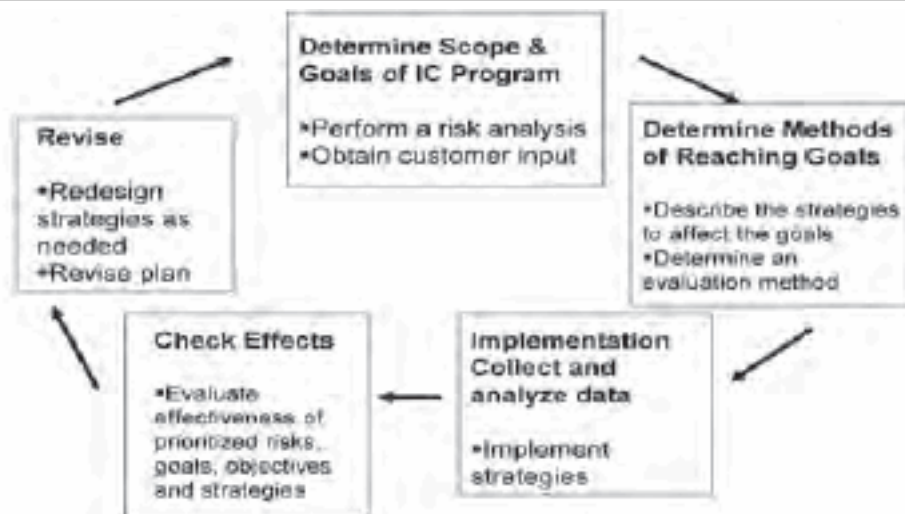 Determine Scope &
Goals of IC Program
•Perform a risk analysis
•Obtain customer input
Determine Methods
of Reaching Goals
•Describe the strategies
to affect the goals
•Determine an
evaluation method
Implementation
Collect and
analyze data
•Implement
strategies
Check Effects
•Evaluate
effectiveness of
prioritized risks,
goals, objectives
and strategies
Revise
•Redesign
strategies as
needed
•Revise plan